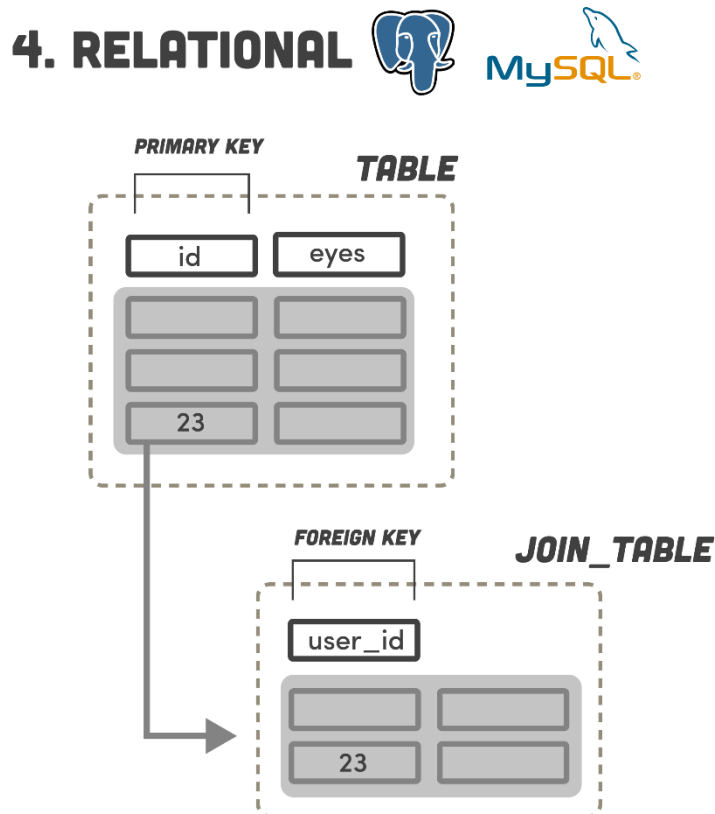 4. RELATIONAL MySQL®
PRIMARY KEY
TABLE
id eyes
23
FOREIGN KEY
JOIN_TABLE
user_id
23